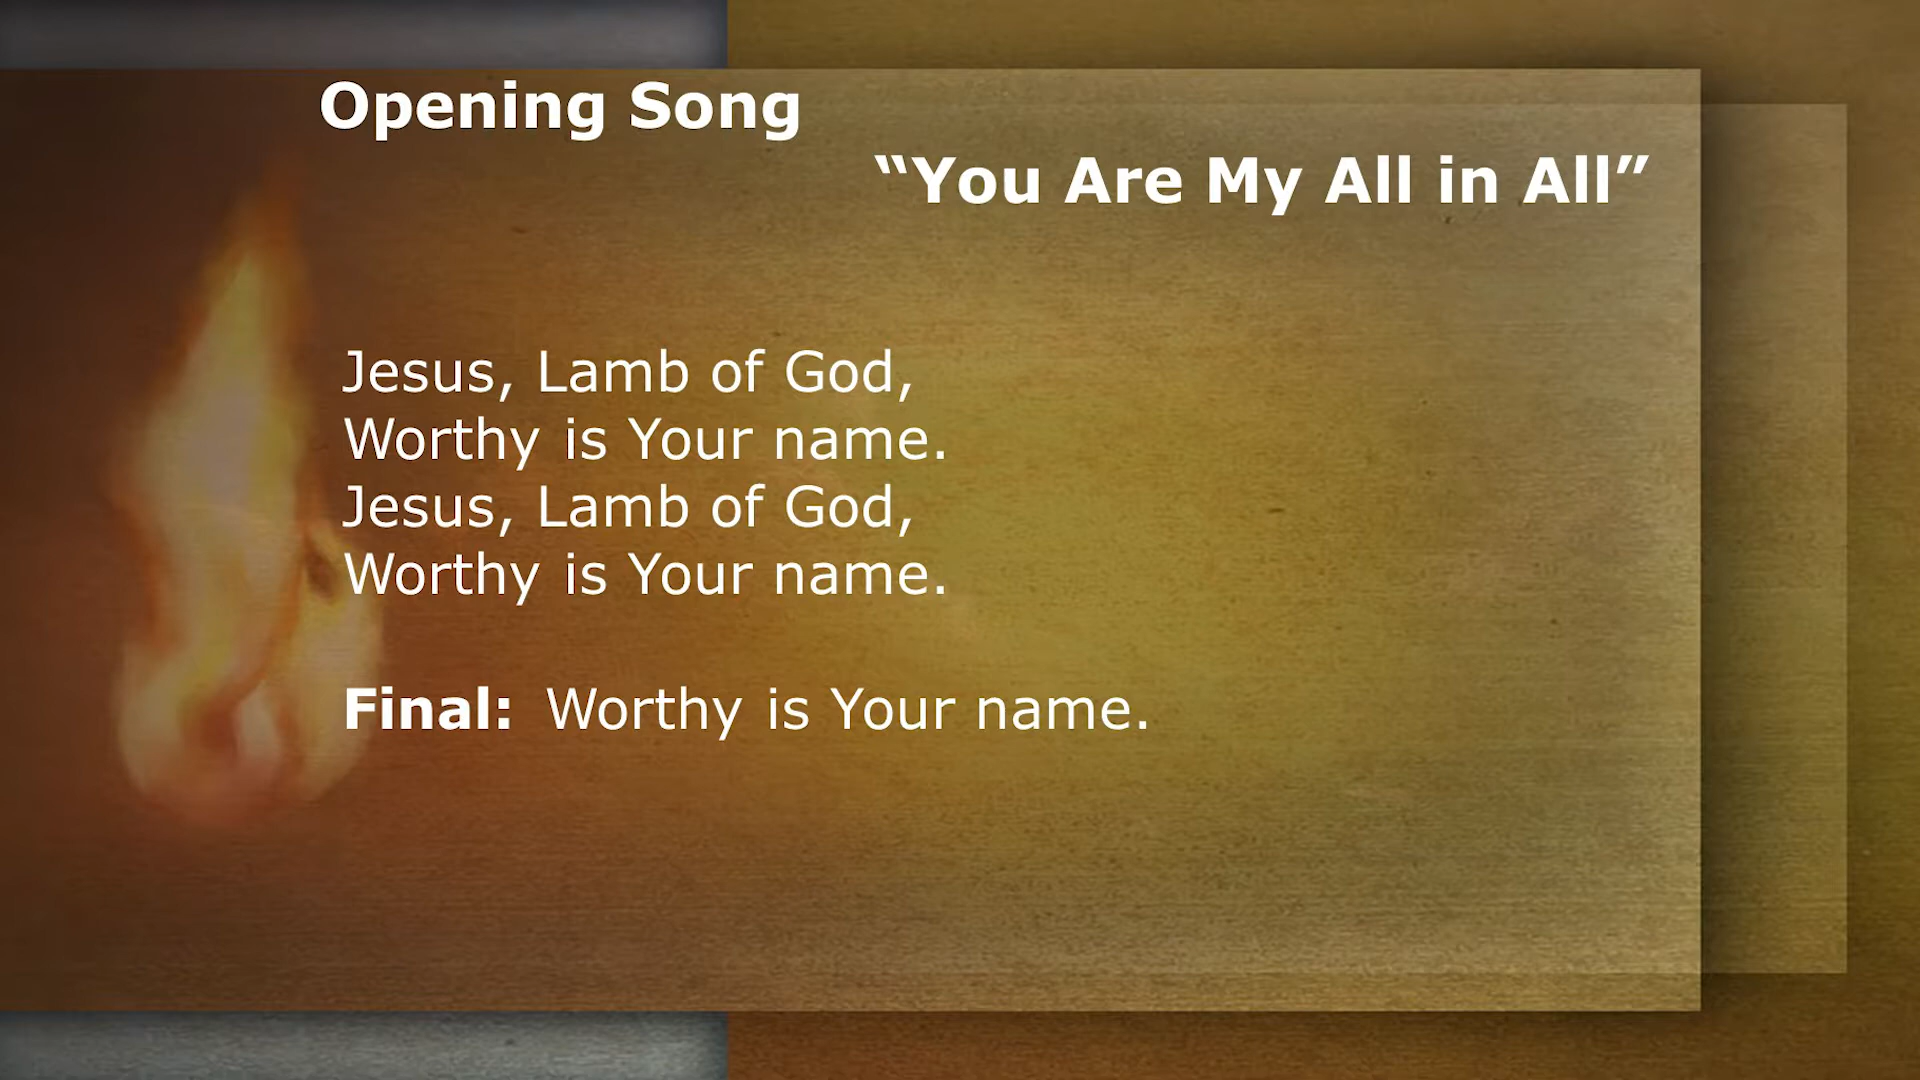 Opening Song
“You Are My All in All”
Jesus, Lamb of God,
Worthy is Your name.
Jesus, Lamb of God,
Worthy is Your name.
Final: Worthy is Your name.